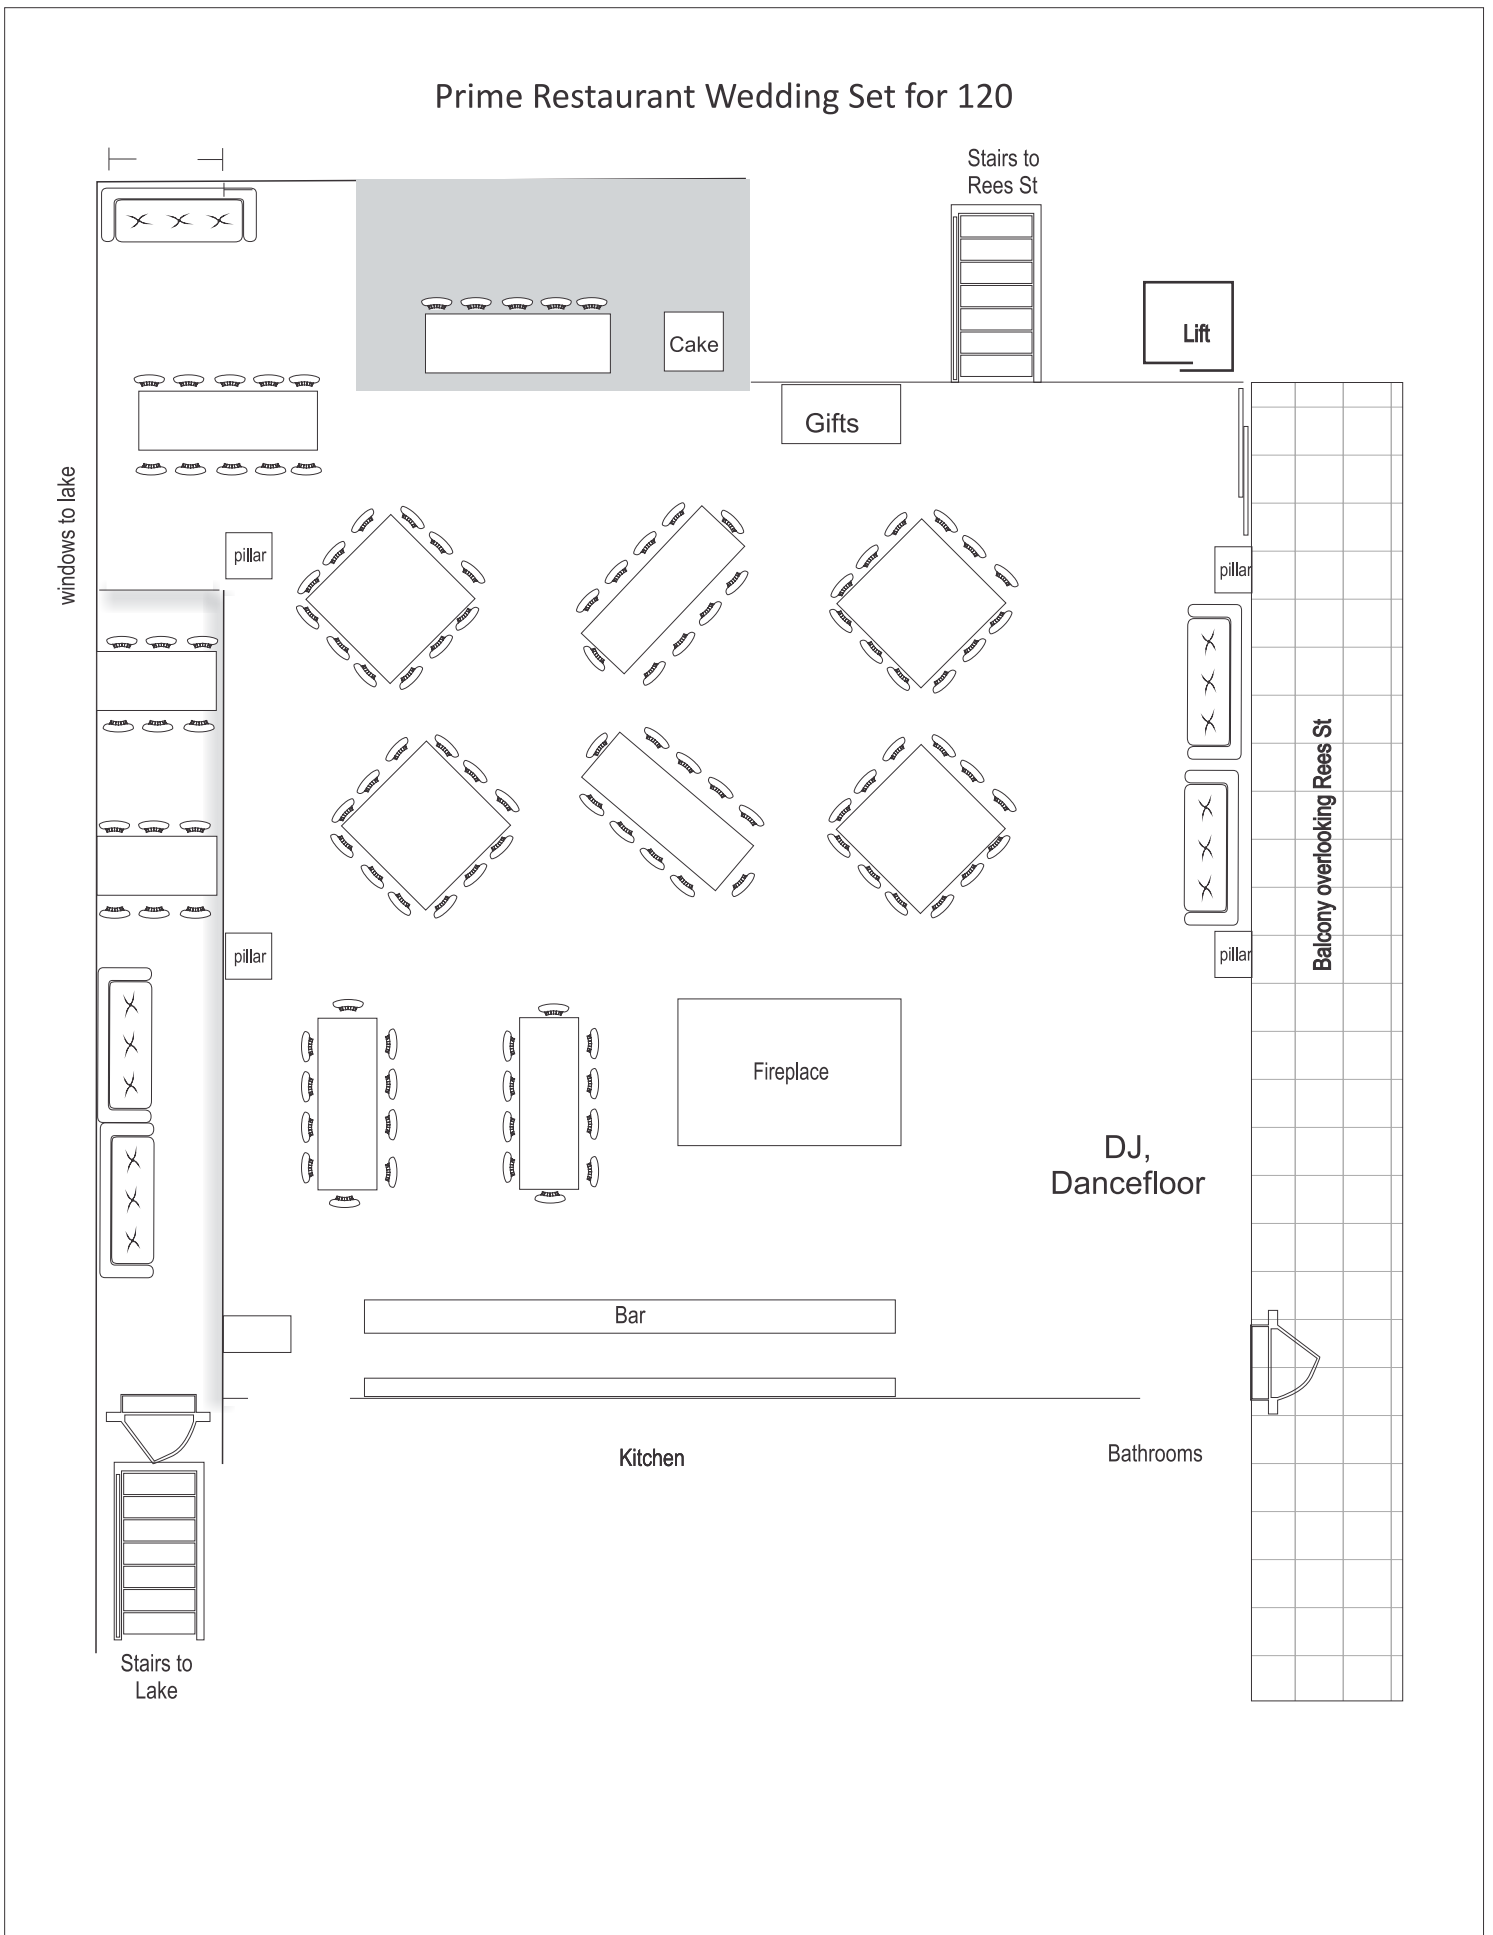 Prime Restaurant Wedding Set for 120
Stairs to
Rees St
Lift
Cake
Gifts
windows to lake
pillar
pillar
Balcony overlooking Rees St
pillar
pillar
Fireplace
DJ,
Dancefloor
Bar
Kitchen
Bathrooms
Stairs to
Lake